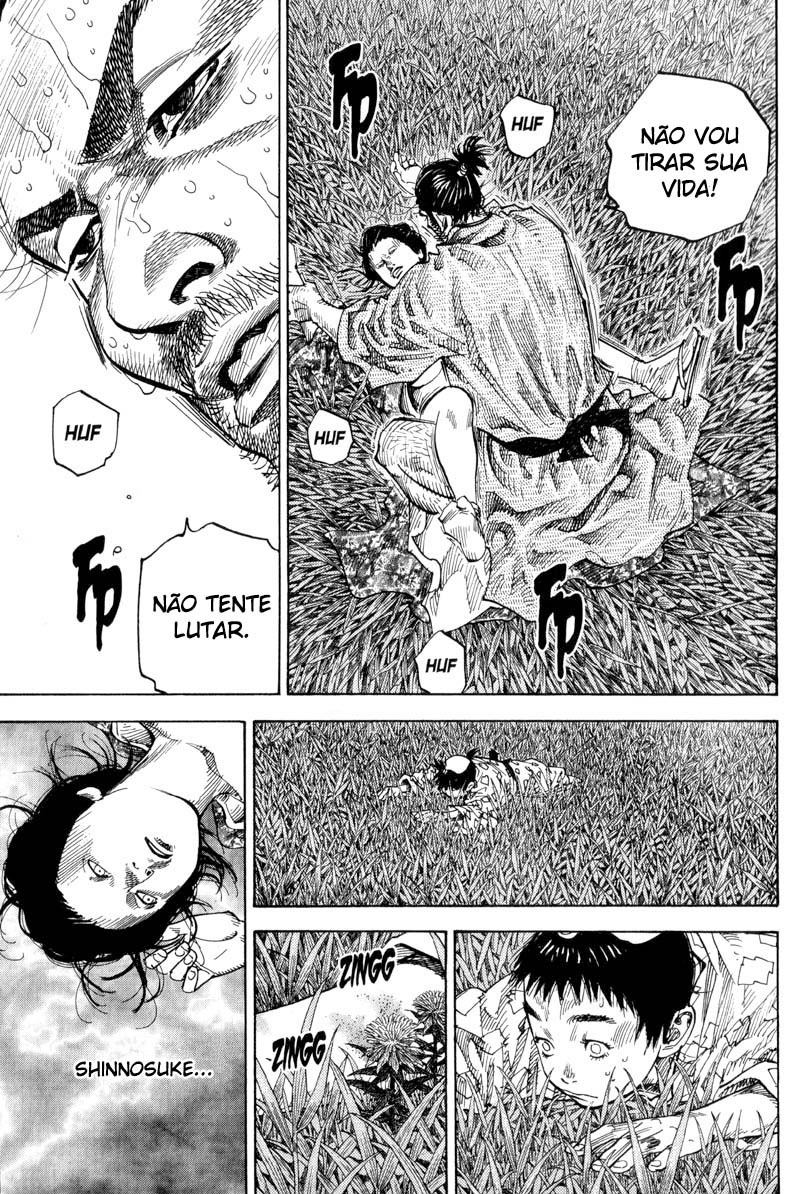 FP
HUF
NÃO VOU
TIRAR SUA
VIDA!
FP
HUF
FP
HUF
HUF
FP
NÃO TENTE
LUTAR.
ZINGG
ZINGG
SHINNOSUKE...